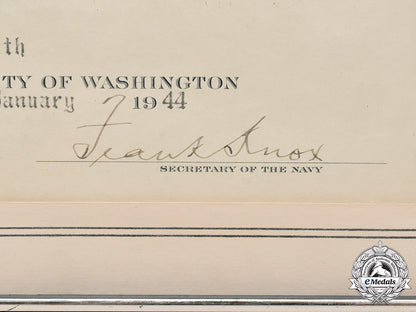 th
TY OF WASHINGTON
January 7 1944
Frank Knox
SECRETARY OF THE NAVY
eMedals